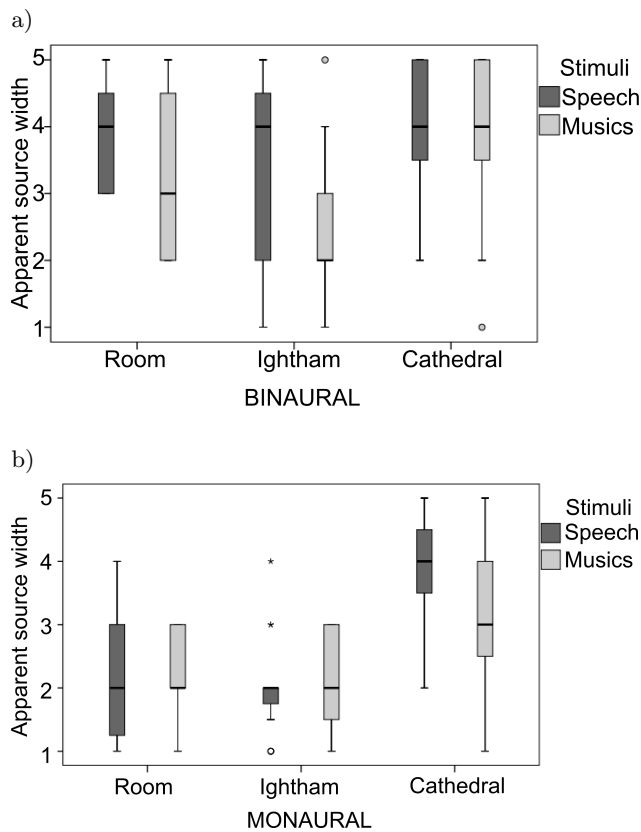 a)
Apparent source width
5
4
3
2
1
Room Ightham Cathedral
BINAURAL
Stimuli
Speech
Musics
b)
Apparent source width
5
4
3
2
1
Room Ightham Cathedral
MONAURAL
Stimuli
Speech
Musics